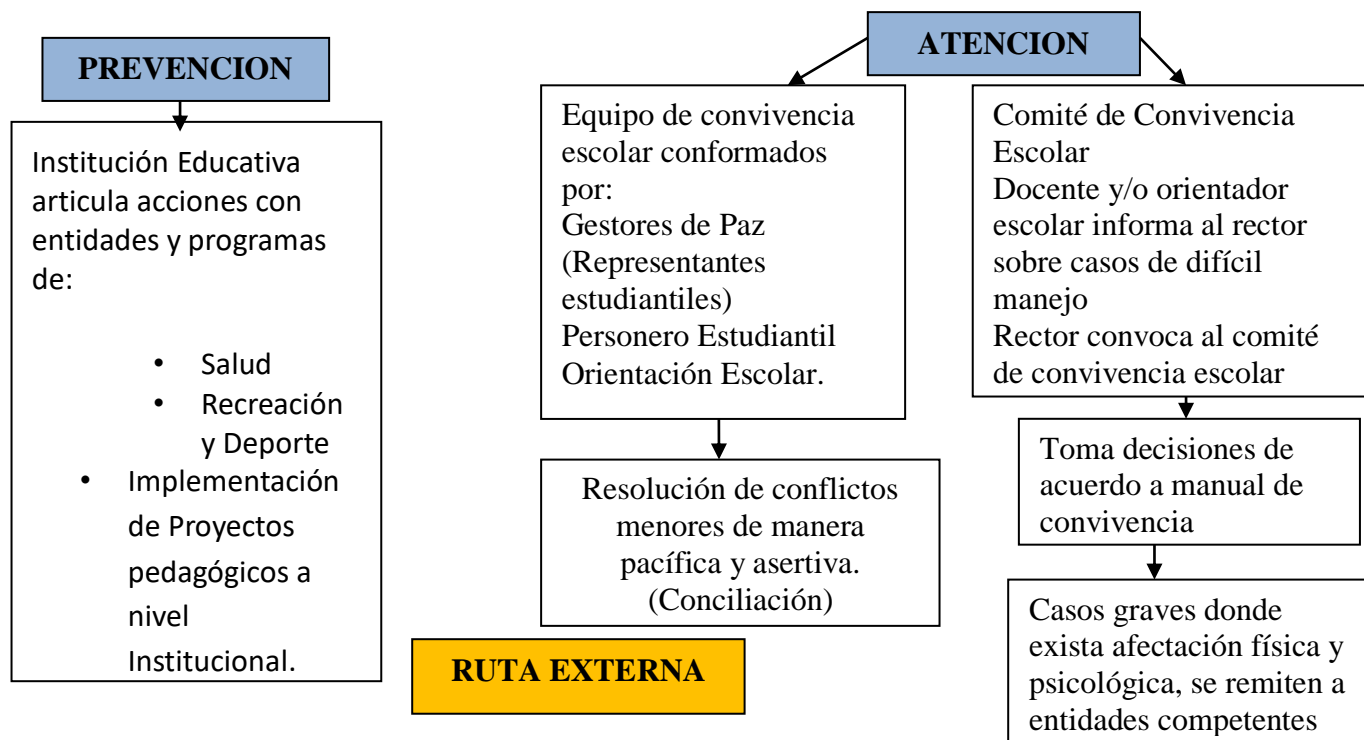 PREVENCION
Institución Educativa
articula acciones con
entidades y programas
de:
• Salud
• Recreación
y Deporte
• Implementación
de Proyectos
pedagógicos a
nivel
Institucional.
ATENCION
Equipo de convivencia
escolar conformados
por:
Gestores de Paz
(Representantes
estudiantiles)
Personero Estudiantil
Orientación Escolar.
Resolución de conflictos
menores de manera
pacífica y asertiva.
(Conciliación)
Comité de Convivencia
Escolar
Docente y/o orientador
escolar informa al rector
sobre casos de difícil
manejo
Rector convoca al comité
de convivencia escolar
Toma decisiones de
acuerdo a manual de
convivencia
Casos graves donde
exista afectación física y
psicológica, se remiten a
entidades competentes
RUTA EXTERNA